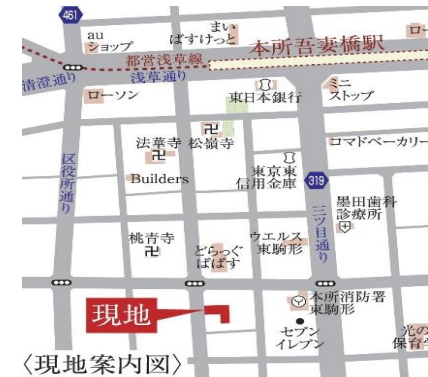 461
au
ショップ
まい
ばすけっと
本所吾妻橋駅
ロー
都営浅草線
浅草通り
清澄通り
ローソン
東日本銀行
ミニ
ストップ
法華寺
松嶺寺
コマドベーカリー
Builders
東京東
信用金庫
319
区役所通り
三ツ目通り
墨田歯科
診療所
桃青寺
どらっぐ
ぱぱす
ウエルス
東駒形
現地
本所消防署
東駒形
セブン
イレブン
光の
保育
〈現地案内図〉